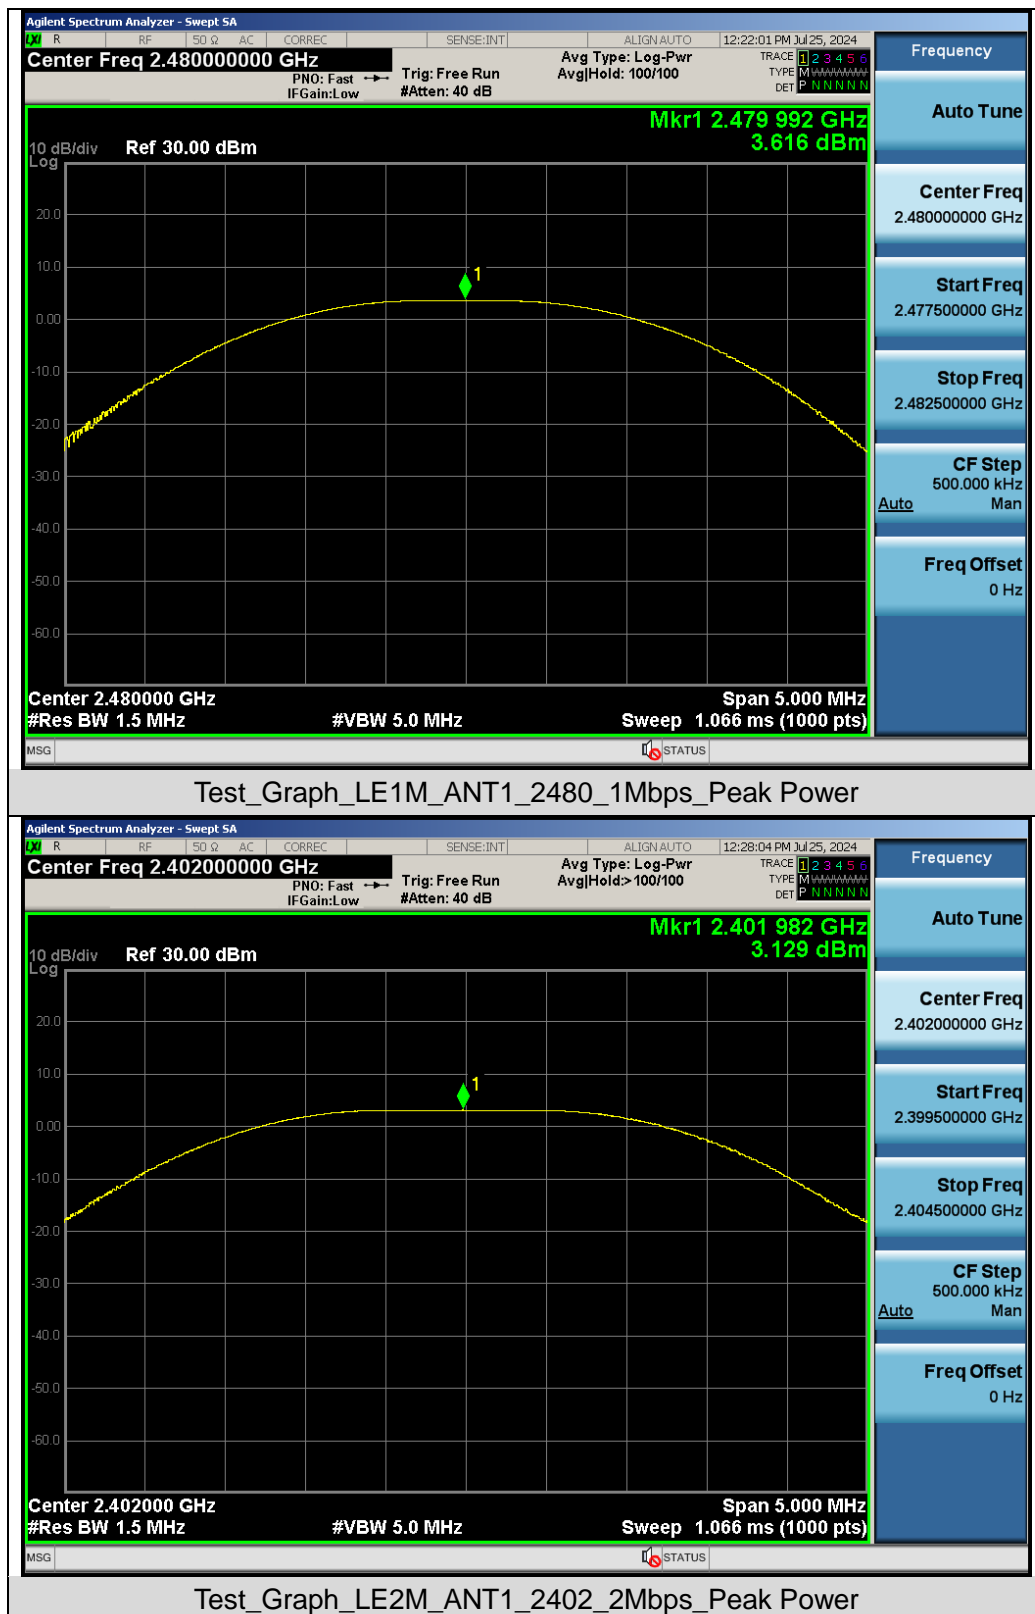 Agilent Spectrum Analyzer - Swept SA
LXI R RF 50 Ω AC CORREC SENSE:INT ALIGN AUTO 12:22:01 PM Jul 25, 2024
Center Freq 2.480000000 GHz
PNO: Fast Trig: Free Run Avg Type: Log-Pwr TRACE 1 2 3 4 5 6
IFGain:Low #Atten: 40 dB Avg|Hold: 100/100 TYPE M WWWWW
DET P N N N N N
Mkr1 2.479 992 GHz
3.616 dBm
10 dB/div Ref 30.00 dBm
Log
20.0
10.0
1
0.00
-10.0
-20.0
-30.0
-40.0
-50.0
-60.0
Center 2.480000 GHz Span 5.000 MHz
#Res BW 1.5 MHz #VBW 5.0 MHz Sweep 1.066 ms (1000 pts)
MSG STATUS
Frequency
Auto Tune
Center Freq
2.480000000 GHz
Start Freq
2.477500000 GHz
Stop Freq
2.482500000 GHz
CF Step
500.000 kHz
Auto Man
Freq Offset
0 Hz
Test_Graph_LE1M_ANT1_2480_1Mbps_Peak Power
Agilent Spectrum Analyzer - Swept SA
LXI R RF 50 Ω AC CORREC SENSE:INT ALIGN AUTO 12:28:04 PM Jul 25, 2024
Center Freq 2.402000000 GHz
PNO: Fast Trig: Free Run Avg Type: Log-Pwr TRACE 1 2 3 4 5 6
IFGain:Low #Atten: 40 dB Avg|Hold:>100/100 TYPE M WWWWW
DET P N N N N N
Mkr1 2.401 982 GHz
3.129 dBm
10 dB/div Ref 30.00 dBm
Log
20.0
10.0
1
0.00
-10.0
-20.0
-30.0
-40.0
-50.0
-60.0
Center 2.402000 GHz Span 5.000 MHz
#Res BW 1.5 MHz #VBW 5.0 MHz Sweep 1.066 ms (1000 pts)
MSG STATUS
Frequency
Auto Tune
Center Freq
2.402000000 GHz
Start Freq
2.399500000 GHz
Stop Freq
2.404500000 GHz
CF Step
500.000 kHz
Auto Man
Freq Offset
0 Hz
Test_Graph_LE2M_ANT1_2402_2Mbps_Peak Power